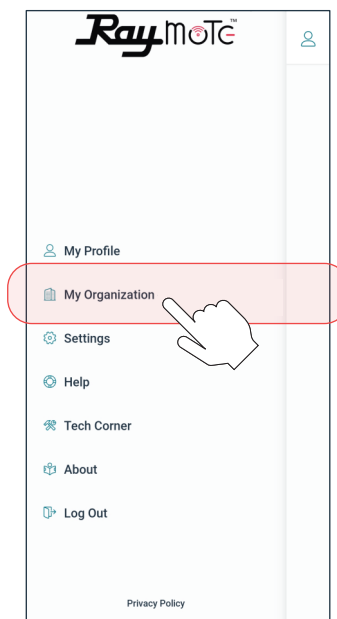 Raymote™
My Profile
My Organization
Settings
Help
Tech Corner
About
Log Out
Privacy Policy